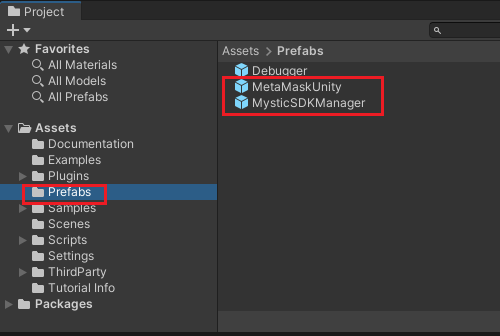 Project
Favorites
All Materials
All Models
All Prefabs
Assets
Documentation
Examples
Plugins
Prefabs
Samples
Scenes
Scripts
Settings
ThirdParty
Tutorial Info
Packages
Assets > Prefabs
Debugger
MetaMaskUnity
MysticSDKManager